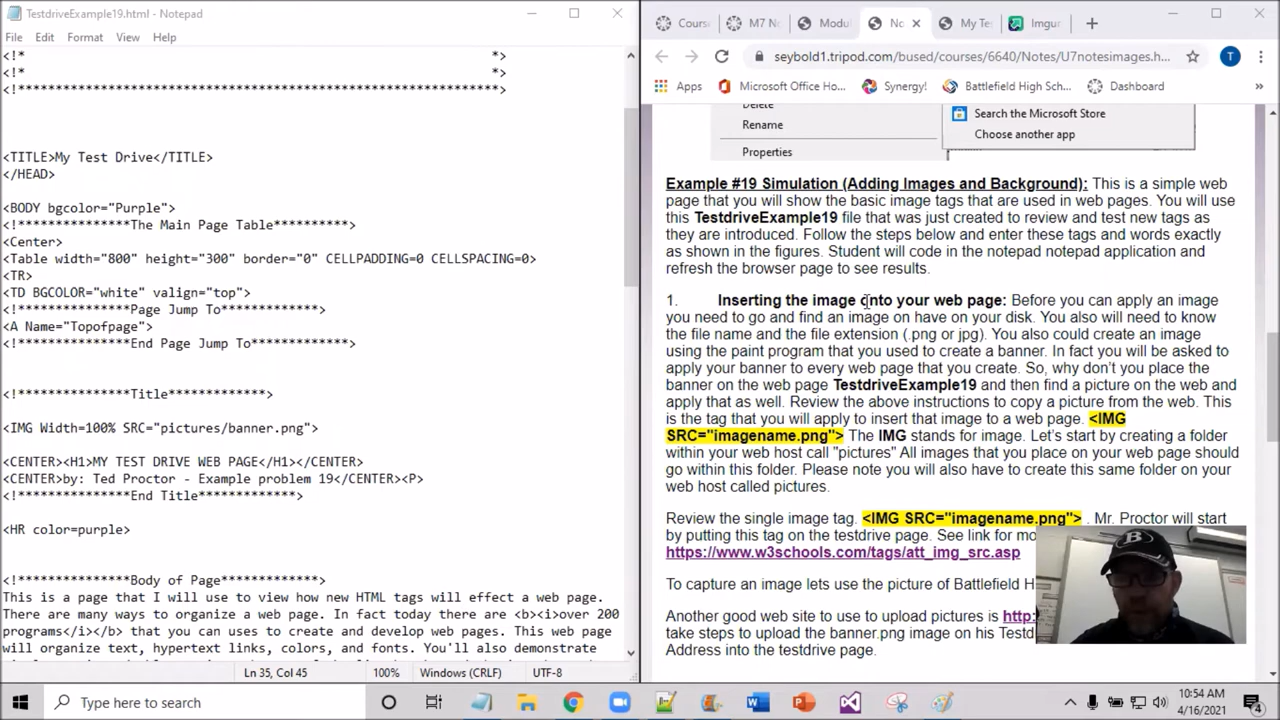 TestdriveExample19.html - Notepad
File Edit Format View Help
<!* *>
<!* *>
<!*****************************************************************>
<TITLE>My Test Drive</TITLE>
</HEAD>
<BODY bgcolor="Purple">
<!***************The Main Page Table***************>
<Center>
<Table width="800" height="300" border="0" CELLPADDING=0 CELLSPACING=0>
<TR>
<TD BGCOLOR="white" valign="top">
<!***************Page Jump To***************>
<A Name="Topofpage">
<!***************End Page Jump To***************>
<!***************Title***************>
<IMG Width=100% SRC="pictures/banner.png">
<CENTER><H1>MY TEST DRIVE WEB PAGE</H1></CENTER>
<CENTER>by: Ted Proctor - Example problem 19</CENTER><P>
<!***************End Title***************>
<HR color=purple>
<!***************Body of Page***************>
This is a page that I will use to view how new HTML tags will effect a web page.
There are many ways to organize a web page. In fact today there are <b><i>over 200
programs</i></b> that you can uses to create and develop web pages. This web page
will organize text, hypertext links, colors, and fonts. You'll also demonstrate
Ln 35, Col 45 100% Windows (CRLF) UTF-8
Cours M7 N Modul No My Te Imgur
seybold1.tripod.com/bused/courses/6640/Notes/U7notesimages.h...
T
Apps Microsoft Office Ho... Synergy! Battlefield High Sch... Dashboard »
Delete
Rename
Properties
Search the Microsoft Store
Choose another app
Example #19 Simulation (Adding Images and Background): This is a simple web
page that you will show the basic image tags that are used in web pages. You will use
this TestdriveExample19 file that was just created to review and test new tags as
they are introduced. Follow the steps below and enter these tags and words exactly
as shown in the figures. Student will code in the notepad notepad application and
refresh the browser page to see results.
1. Inserting the image into your web page: Before you can apply an image
you need to go and find an image on have on your disk. You also will need to know
the file name and the file extension (.png or jpg). You also could create an image
using the paint program that you used to create a banner. In fact you will be asked to
apply your banner to every web page that you create. So, why don't you place the
banner on the web page TestdriveExample19 and then find a picture on the web and
apply that as well. Review the above instructions to copy a picture from the web. This
is the tag that you will apply to insert that image to a web page. <IMG
SRC="imagename.png"> The IMG stands for image. Let's start by creating a folder
within your web host call "pictures" All images that you place on your web page should
go within this folder. Please note you will also have to create this same folder on your
web host called pictures.
Review the single image tag. <IMG SRC="imagename.png"> . Mr. Proctor will start
by putting this tag on the testdrive page. See link for mo
https://www.w3schools.com/tags/att_img_src.asp
To capture an image lets use the picture of Battlefield H
Another good web site to use to upload pictures is http:
take steps to upload the banner.png image on his Testd
Address into the testdrive page.
B
Type here to search
10:54 AM
4/16/2021
4